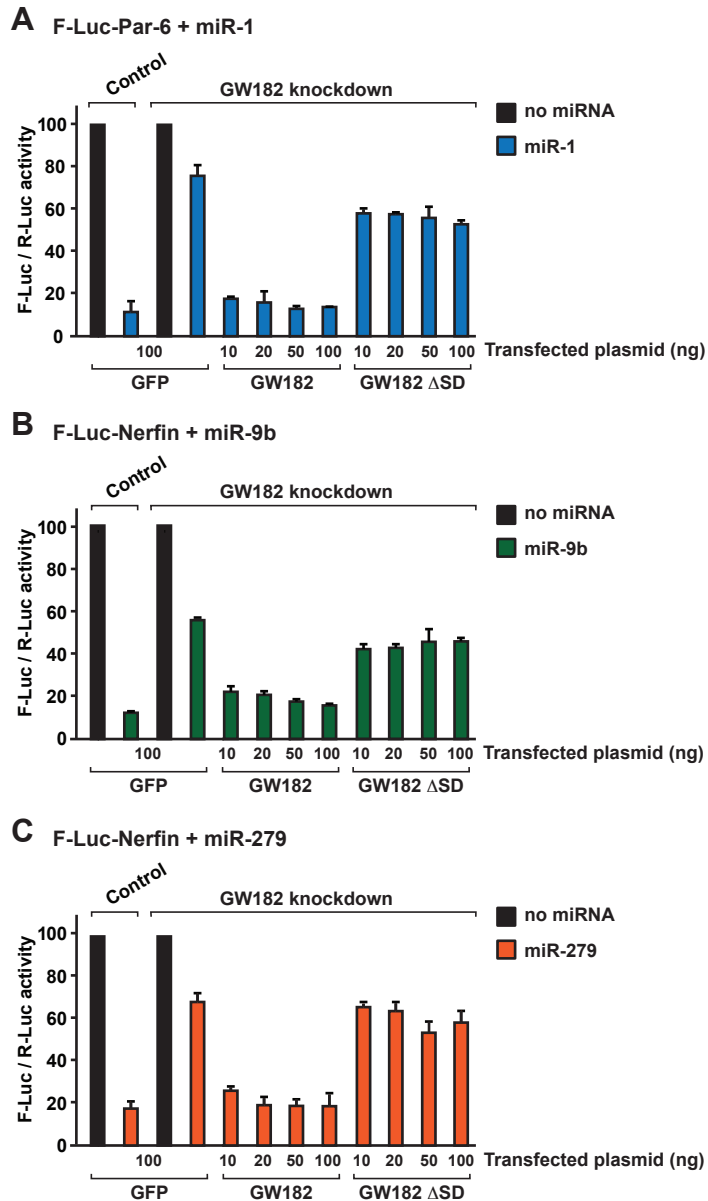 A F-Luc-Par-6 + miR-1
Control
GW182 knockdown
no miRNA
miR-1
F-Luc / R-Luc activity
100
80
60
40
20
0
100 10 20 50 100 10 20 50 100 Transfected plasmid (ng)
GFP GW182 GW182 ΔSD
B F-Luc-Nerfin + miR-9b
Control
GW182 knockdown
no miRNA
miR-9b
F-Luc / R-Luc activity
100
80
60
40
20
0
100 10 20 50 100 10 20 50 100 Transfected plasmid (ng)
GFP GW182 GW182 ΔSD
C F-Luc-Nerfin + miR-279
Control
GW182 knockdown
no miRNA
miR-279
F-Luc / R-Luc activity
100
80
60
40
20
0
100 10 20 50 100 10 20 50 100 Transfected plasmid (ng)
GFP GW182 GW182 ΔSD